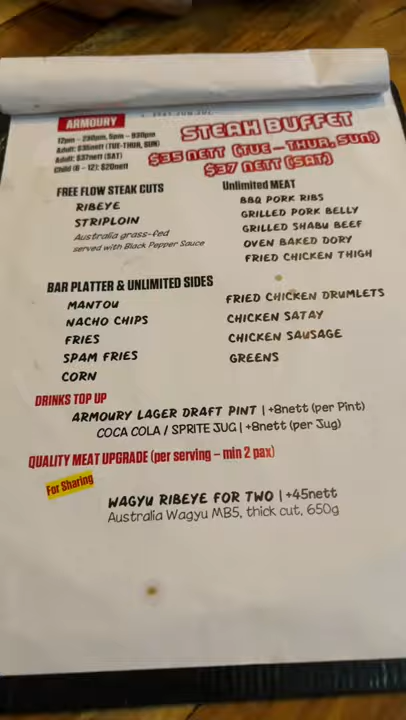 ARMOURY
12pm - 230pm, 5pm - 930pm
Adult: $35nett (TUE-THUR, SUN)
Adult: $37nett (SAT)
Child (6 - 12): $20nett
STEAK BUFFET
$35 NETT (TUE – THUR, SUN)
$37 NETT (SAT)
FREE FLOW STEAK CUTS
RIBEYE
STRIPLOIN
Australia grass-fed
served with Black Pepper Sauce
Unlimited MEAT
BBQ PORK RIBS
GRILLED PORK BELLY
GRILLED SHABU BEEF
OVEN BAKED DORY
FRIED CHICKEN THIGH
BAR PLATTER & UNLIMITED SIDES
MANTOU
NACHO CHIPS
FRIES
SPAM FRIES
CORN
FRIED CHICKEN DRUMLETS
CHICKEN SATAY
CHICKEN SAUSAGE
GREENS
DRINKS TOP UP
ARMOURY LAGER DRAFT PINT | +8nett (per Pint)
COCA COLA / SPRITE JUG | +8nett (per Jug)
QUALITY MEAT UPGRADE (per serving – min 2 pax)
For Sharing
WAGYU RIBEYE FOR TWO | +45nett
Australia Wagyu MB5, thick cut, 650g